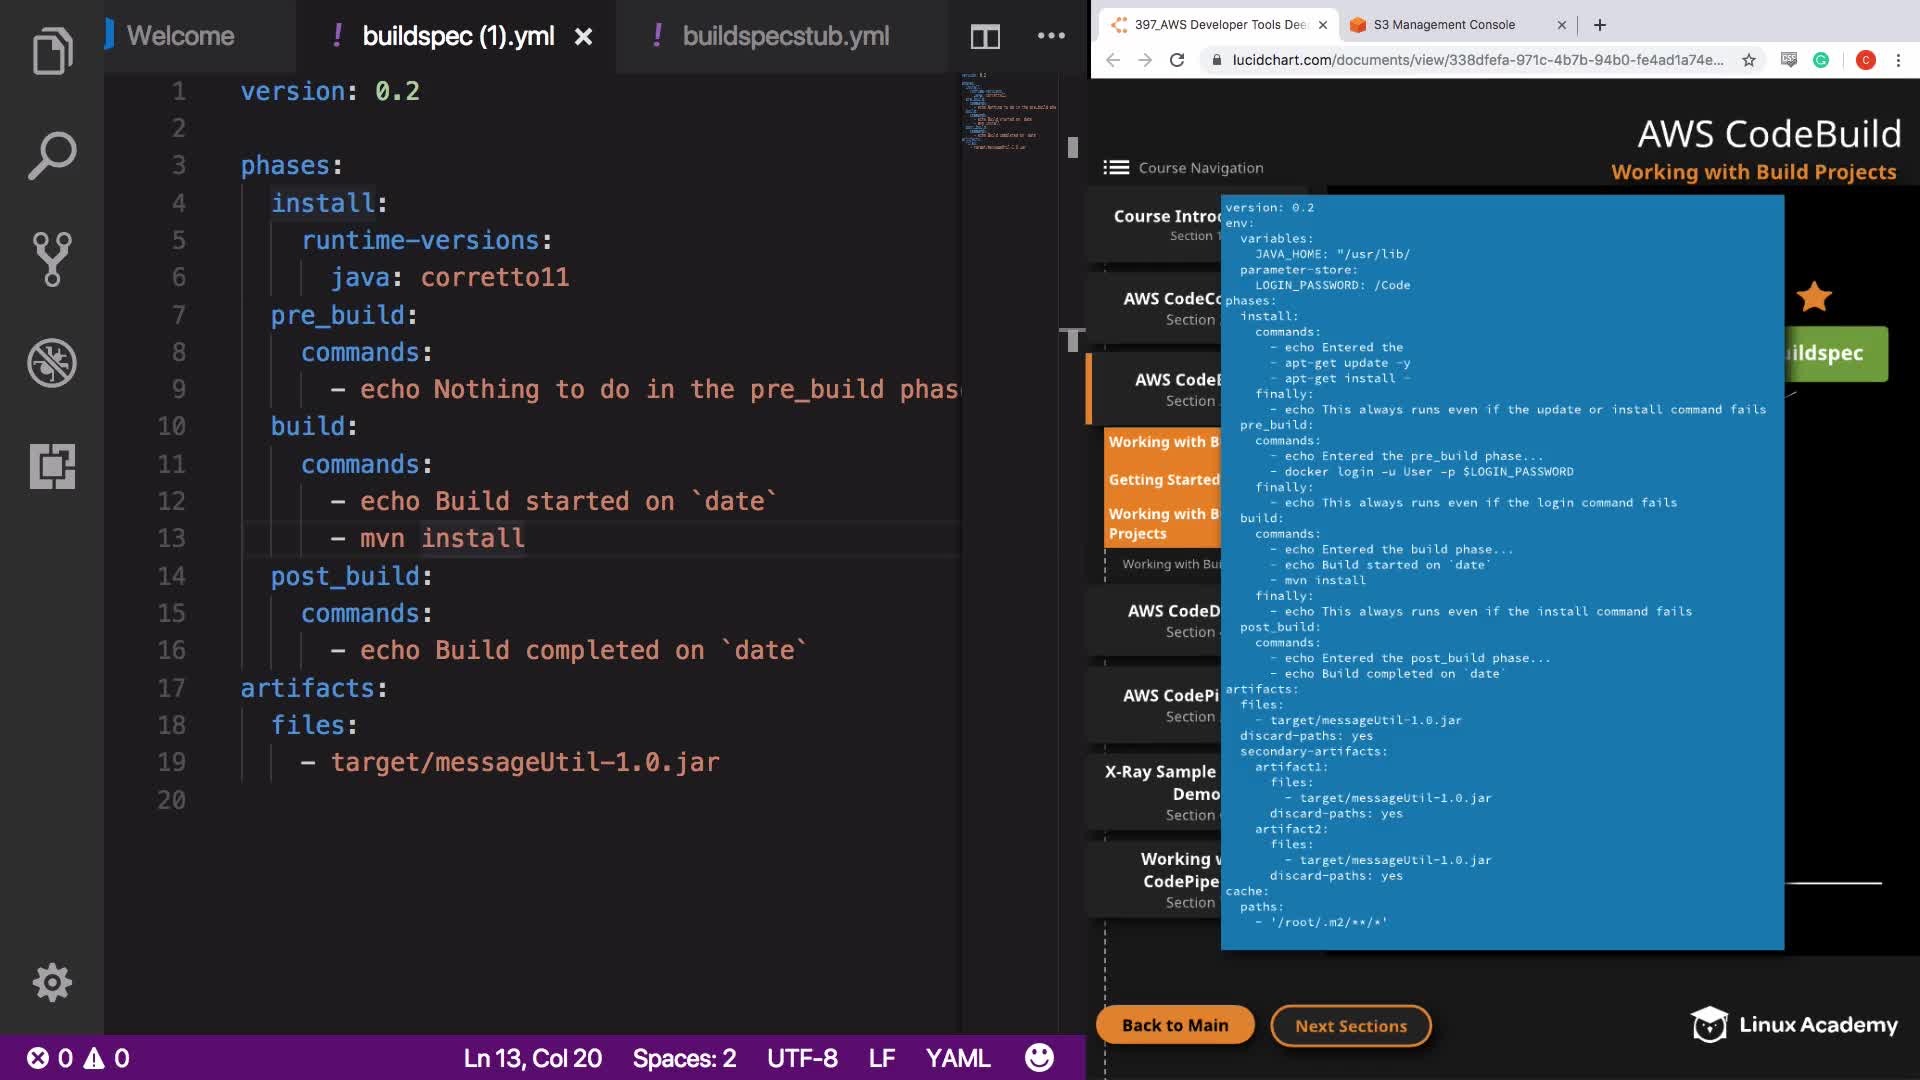 Welcome
! buildspec (1).yml
! buildspecstub.yml
1 version: 0.2
2
3 phases:
4 install:
5 runtime-versions:
6 java: corretto11
7 pre_build:
8 commands:
9 - echo Nothing to do in the pre_build phas
10 build:
11 commands:
12 - echo Build started on `date`
13 - mvn install
14 post_build:
15 commands:
16 - echo Build completed on `date`
17 artifacts:
18 files:
19 - target/messageUtil-1.0.jar
20
0 0
Ln 13, Col 20
Spaces: 2
UTF-8
LF
YAML
397_AWS Developer Tools Dee
S3 Management Console
lucidchart.com/documents/view/338dfefa-971c-4b7b-94b0-fe4ad1a74e...
C
AWS CodeBuild
Working with Build Projects
Course Navigation
Course Intro
Section 1
AWS CodeC
Section
AWS Code
Section
Working with B
Getting Started
Working with B
Projects
Working with Bui
AWS CodeD
Section
AWS CodePi
Section
X-Ray Sample
Demo
Section
Working
CodePipe
Section
version: 0.2
env:
variables:
JAVA_HOME: "/usr/lib/
parameter-store:
LOGIN_PASSWORD: /Code
phases:
install:
commands:
- echo Entered the
- apt-get update -y
- apt-get install -
finally:
- echo This always runs even if the update or install command fails
pre_build:
commands:
- echo Entered the pre_build phase...
- docker login -u User -p $LOGIN_PASSWORD
finally:
- echo This always runs even if the login command fails
build:
commands:
- echo Entered the build phase...
- echo Build started on `date`
- mvn install
finally:
- echo This always runs even if the install command fails
post_build:
commands:
- echo Entered the post_build phase...
- echo Build completed on `date`
artifacts:
files:
- target/messageUtil-1.0.jar
discard-paths: yes
secondary-artifacts:
artifact1:
files:
- target/messageUtil-1.0.jar
discard-paths: yes
artifact2:
files:
- target/messageUtil-1.0.jar
discard-paths: yes
cache:
paths:
- '/root/.m2/**/*'
ildspec
Back to Main
Next Sections
Linux Academy